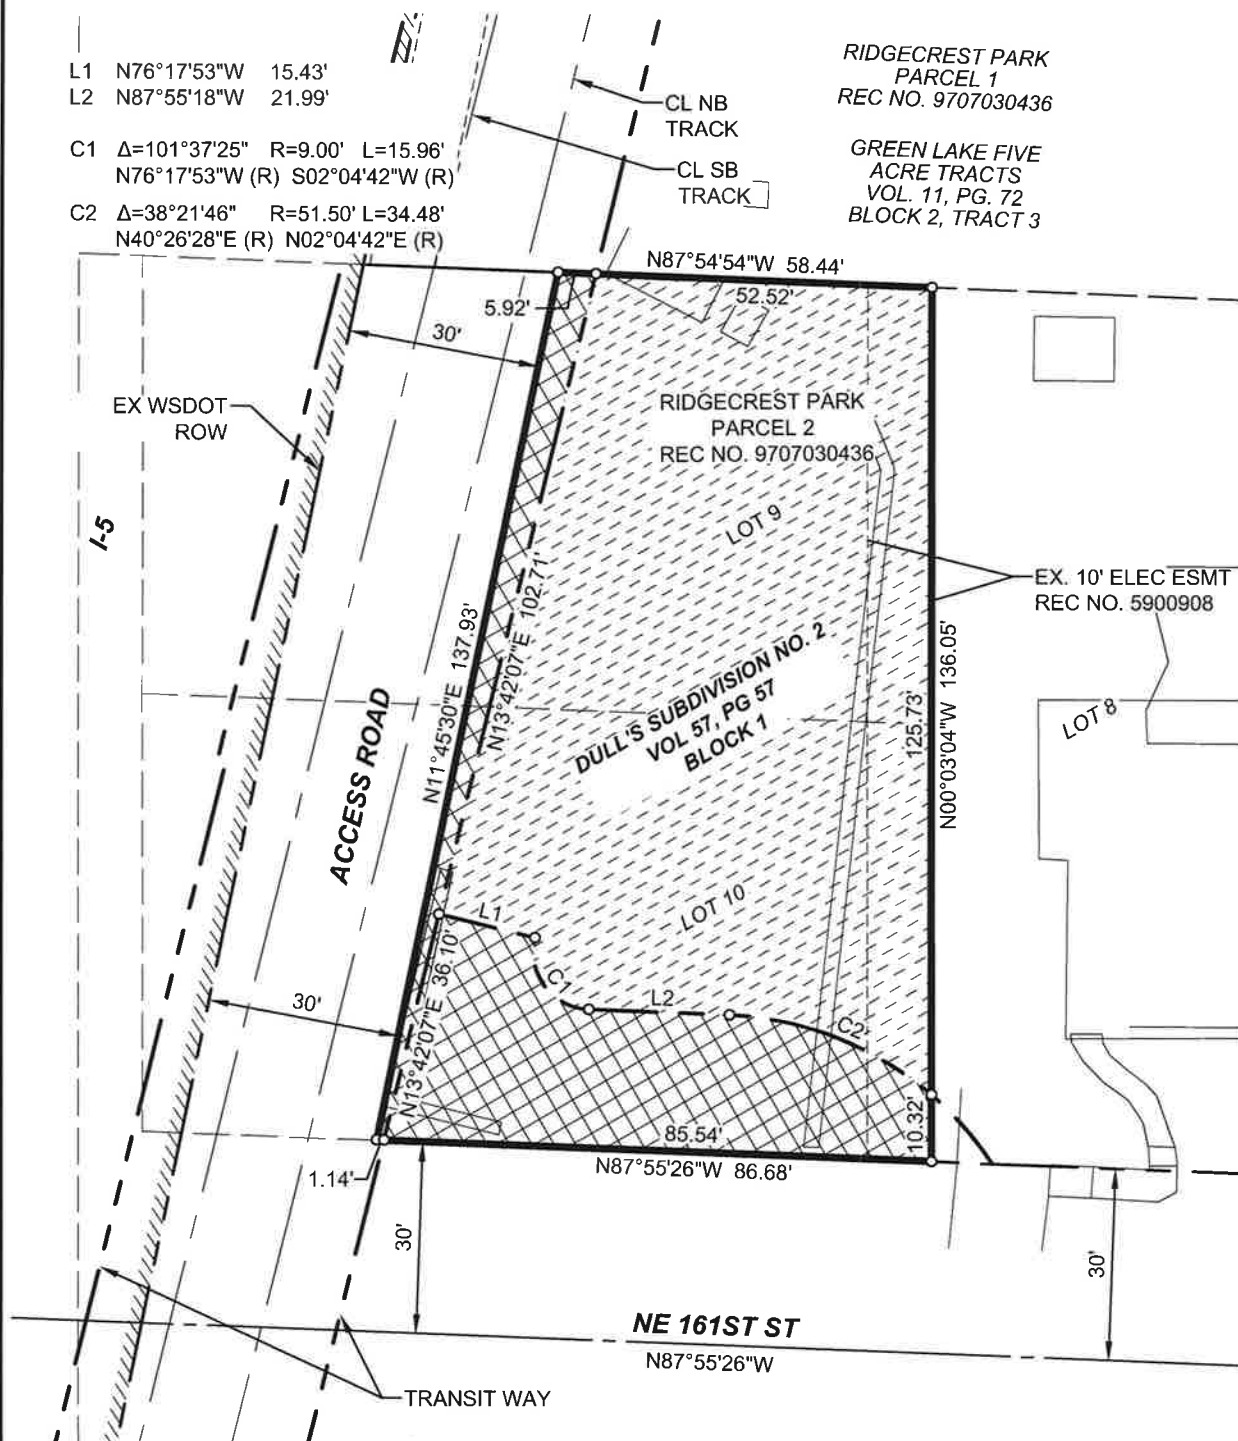 L1 N76°17'53"W 15.43'
L2 N87°55'18"W 21.99'
C1 Δ=101°37'25" R=9.00' L=15.96'
N76°17'53"W (R) S02°04'42"W (R)
C2 Δ=38°21'46" R=51.50' L=34.48'
N40°26'28"E (R) N02°04'42"E (R)
CL NB
TRACK
CL SB
TRACK
RIDGECREST PARK
PARCEL 1
REC NO. 9707030436
GREEN LAKE FIVE
ACRE TRACTS
VOL. 11, PG. 72
BLOCK 2, TRACT 3
N87°54'54"W 58.44'
5.92'
52.52'
30'
EX WSDOT
ROW
I-5
RIDGECREST PARK
PARCEL 2
REC NO. 9707030436
LOT 9
EX. 10' ELEC ESMT
REC NO. 5900908
N11°45'30"E 137.93'
N13°42'07"E 102.71'
DULL'S SUBDIVISION NO. 2
VOL 57, PG 57
BLOCK 1
125.73'
N00°03'04"W 136.05'
LOT 8
ACCESS ROAD
LOT 10
L1
C1
L2
C2
30'
N13°42'07"E 36.10'
10.32'
85.54'
N87°55'26"W 86.68'
1.14'
30'
30'
NE 161ST ST
N87°55'26"W
TRANSIT WAY